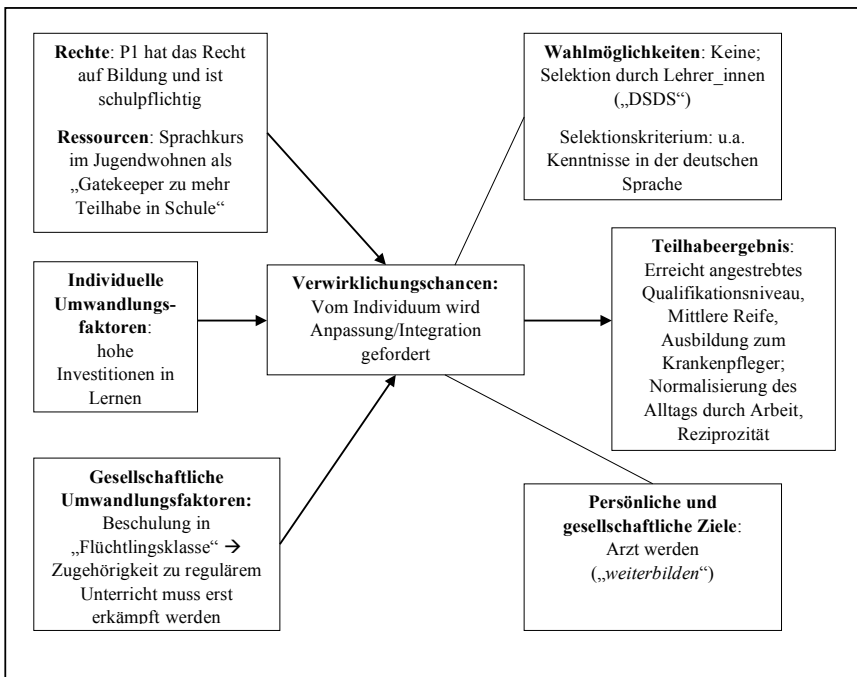 Rechte: P1 hat das Recht
auf Bildung und ist
schulpflichtig
Ressourcen: Sprachkurs
im Jugendwohnen als
„Gatekeeper zu mehr
Teilhabe in Schule“
Wahlmöglichkeiten: Keine;
Selektion durch Lehrer_innen
(„DSDS“)
Selektionskriterium: u.a.
Kenntnisse in der deutschen
Sprache
Individuelle
Umwandlungs-
faktoren:
hohe
Investitionen in
Lernen
Verwirklichungschancen:
Vom Individuum wird
Anpassung/Integration
gefordert
Teilhabeergebnis:
Erreicht angestrebtes
Qualifikationsniveau,
Mittlere Reife,
Ausbildung zum
Krankenpfleger;
Normalisierung des
Alltags durch Arbeit,
Reziprozität
Gesellschaftliche
Umwandlungsfaktoren:
Beschulung in
„Flüchtlingsklasse“ →
Zugehörigkeit zu regulärem
Unterricht muss erst
erkämpft werden
Persönliche und
gesellschaftliche Ziele:
Arzt werden
(„weiterbilden“)